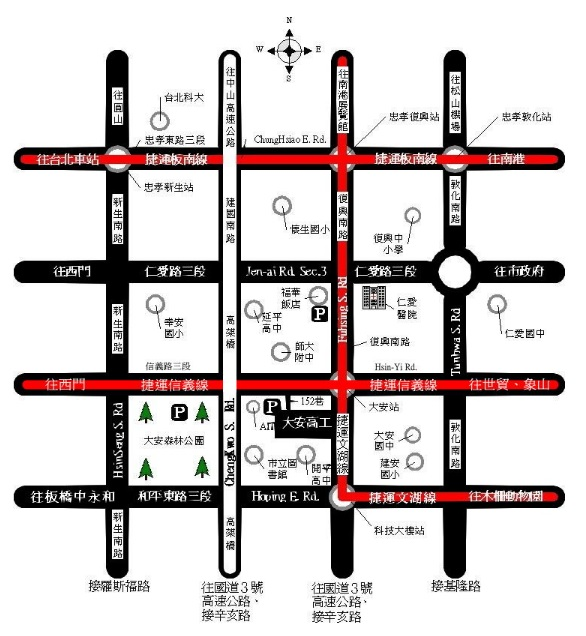 N
W
E
S
往圓山
往中山高速公路
往南港展覽館
往松山機場
台北科大
忠孝復興站
忠孝敦化站
忠孝東路三段
ChungHsiao E. Rd.
往台北車站
捷運板南線
捷運板南線
往南港
忠孝新生站
新生南路
建國南路
復興南路
敦化南路
懷生國小
復興中
小學
往西門
仁愛路三段
Jen-ai Rd. Sec.3
仁愛路三段
往市政府
福華
飯店
P
仁愛
醫院
幸安
國小
延平
高中
仁愛國中
新生南路
高架橋
Fuhsing S. Rd
Tunhwa S. Rd
復興南路
師大
附中
信義路三段
Hsin-Yi Rd.
往西門
捷運信義線
捷運信義線
往世貿、象山
152巷
P
P
AIT
大安站
大安高工
HsinSeng S. Rd
ChengKwo S. Rd.
捷運文湖線
敦化南路
大安森林公園
大安
國中
市立圖
書館
開平
高中
建安
國小
往板橋中永和
和平東路三段
Hoping E. Rd.
捷運文湖線
往木柵動物園
新生南路
高架橋
科技大樓站
接羅斯福路
往國道3號
高速公路、
接辛亥路
往國道3號
高速公路、
接辛亥路
接基隆路